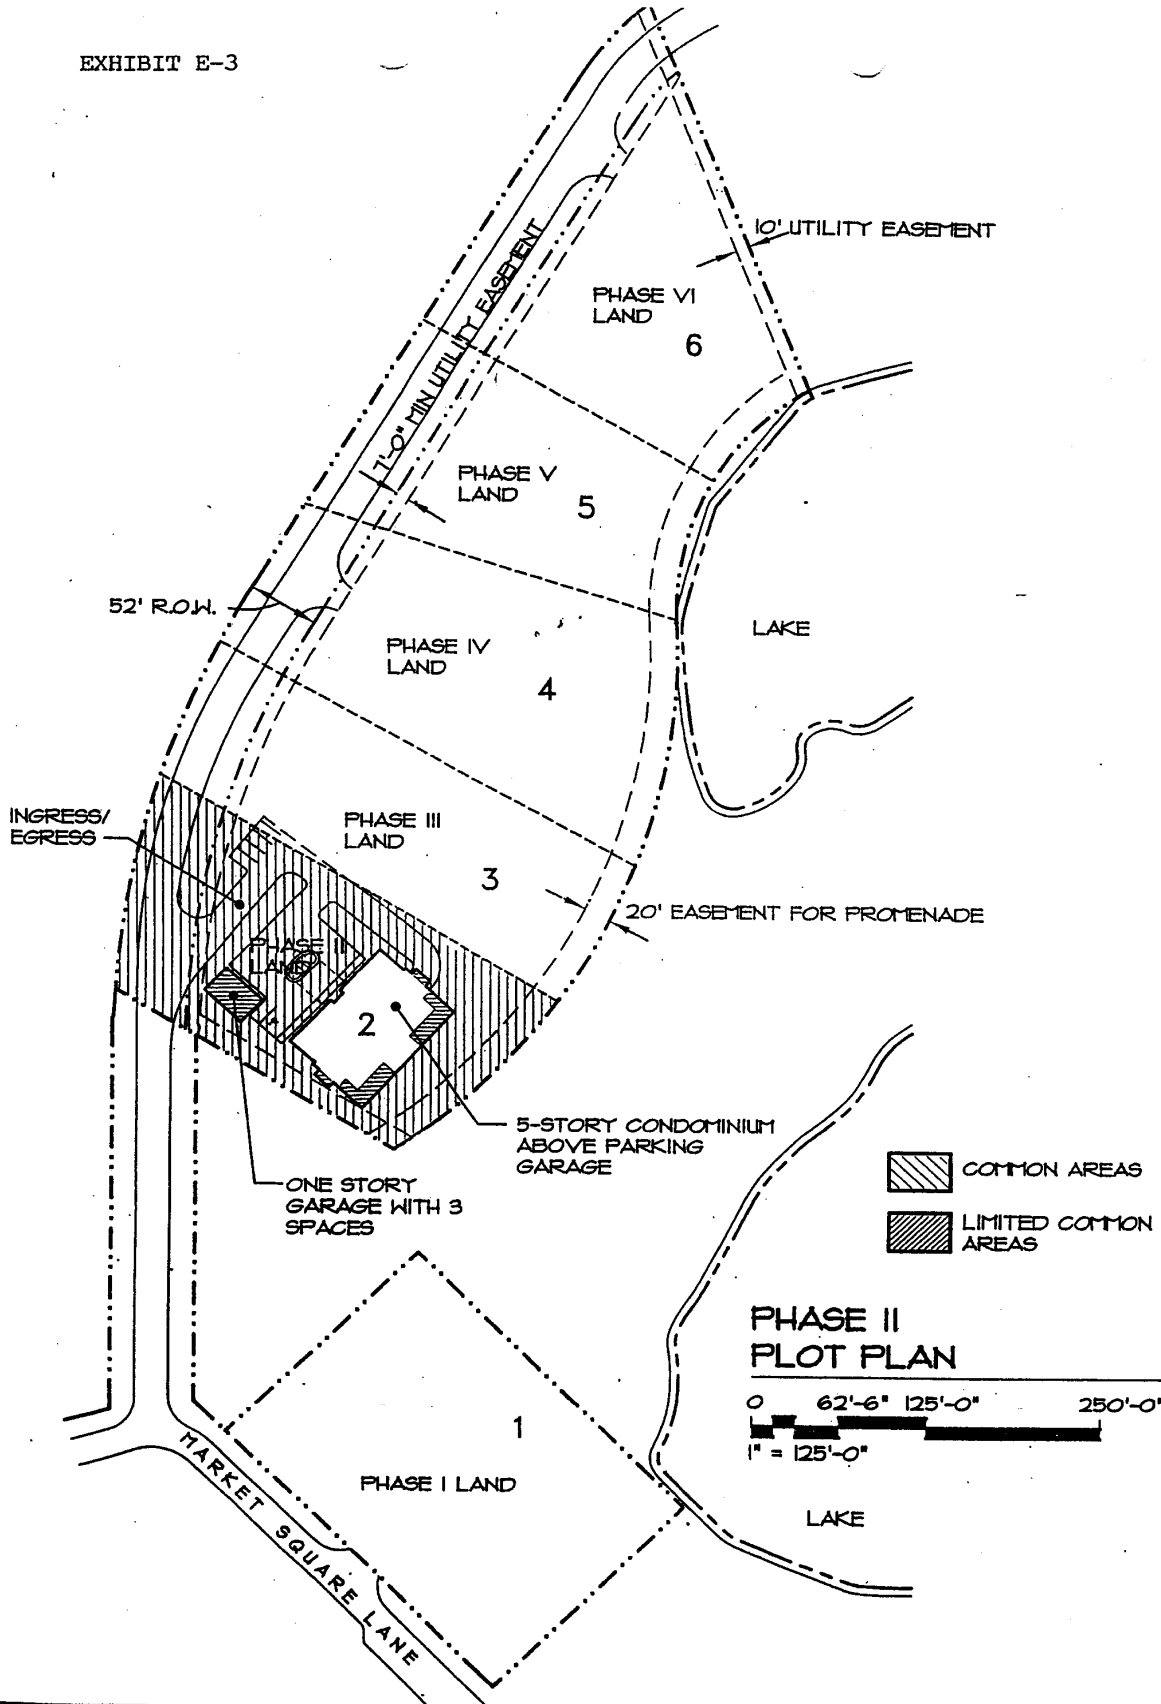 EXHIBIT E-3
10' UTILITY EASEMENT
PHASE VI
LAND
6
7'-0" MIN UTILITY EASEMENT
PHASE V
LAND
5
52' R.O.W.
PHASE IV
LAND
4
LAKE
INGRESS/
EGRESS
PHASE III
LAND
3
20' EASEMENT FOR PROMENADE
PHASE II
LAND
2
5-STORY CONDOMINIUM
ABOVE PARKING
GARAGE
ONE STORY
GARAGE WITH 3
SPACES
COMMON AREAS
LIMITED COMMON
AREAS
PHASE II
PLOT PLAN
0 62'-6" 125'-0" 250'-0"
1" = 125'-0"
1
PHASE I LAND
LAKE
MARKET SQUARE LANE